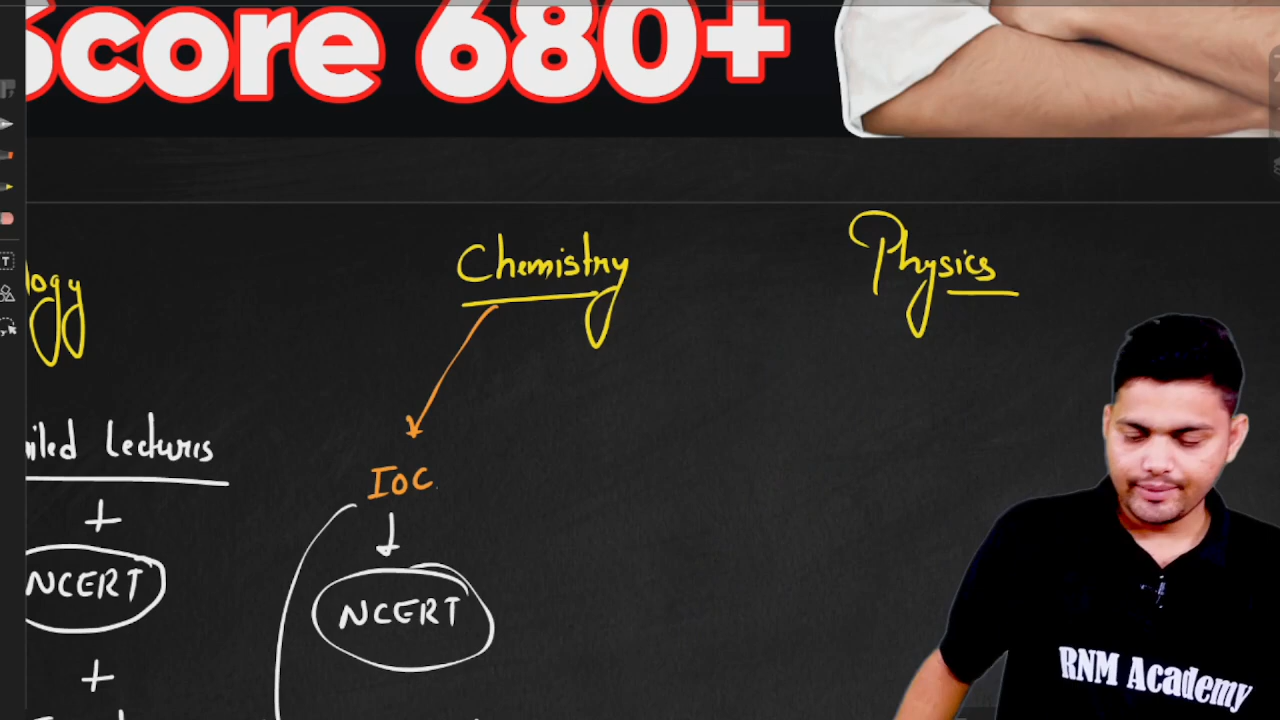 Score 680+
logy
Chemistry
Physics
iled Lectures
+
NCERT
+
IOC
NCERT
RNM Academy